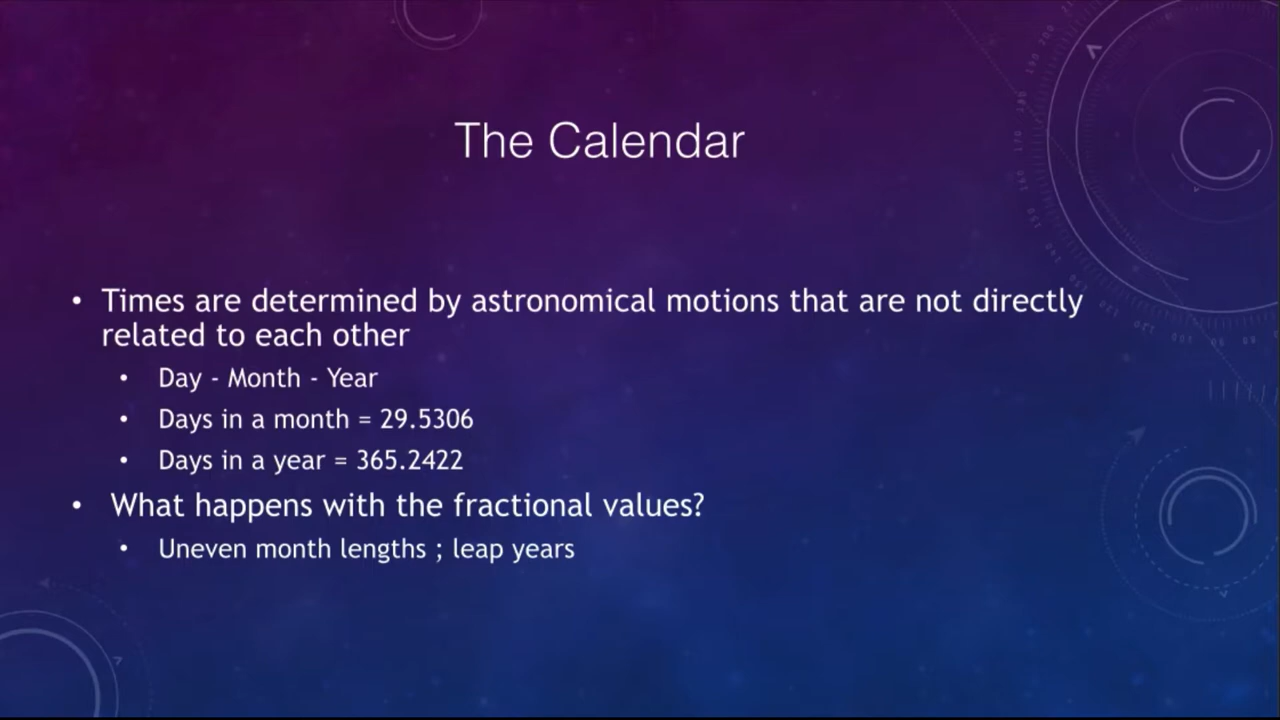 The Calendar
• Times are determined by astronomical motions that are not directly
related to each other
• Day - Month - Year
• Days in a month = 29.5306
• Days in a year = 365.2422
• What happens with the fractional values?
• Uneven month lengths ; leap years